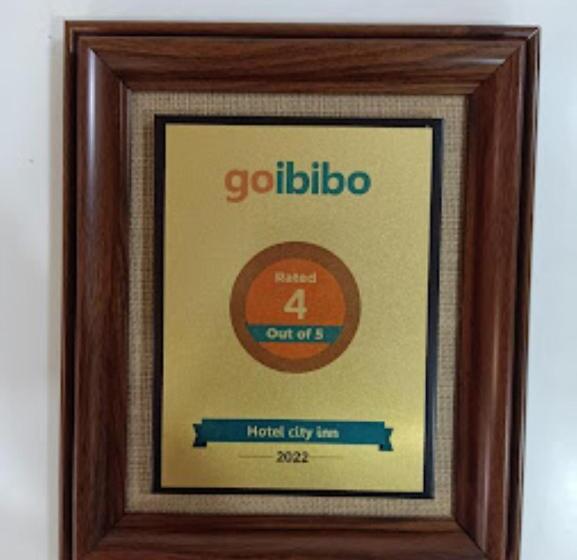 goibibo
Rated
4
Out of 5
Hotel city inn
2022